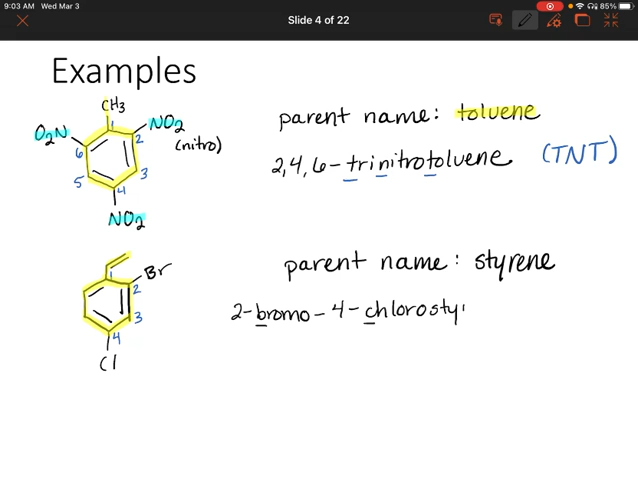 9:03 AM Wed Mar 3
Slide 4 of 22
85%
Examples
CH3
O2N
NO2
(nitro)
1
2
3
4
5
6
NO2
parent name: toluene
2,4,6-trinitrotoluene (TNT)
Br
1
2
3
4
Cl
parent name: styrene
2-bromo-4-chlorosty